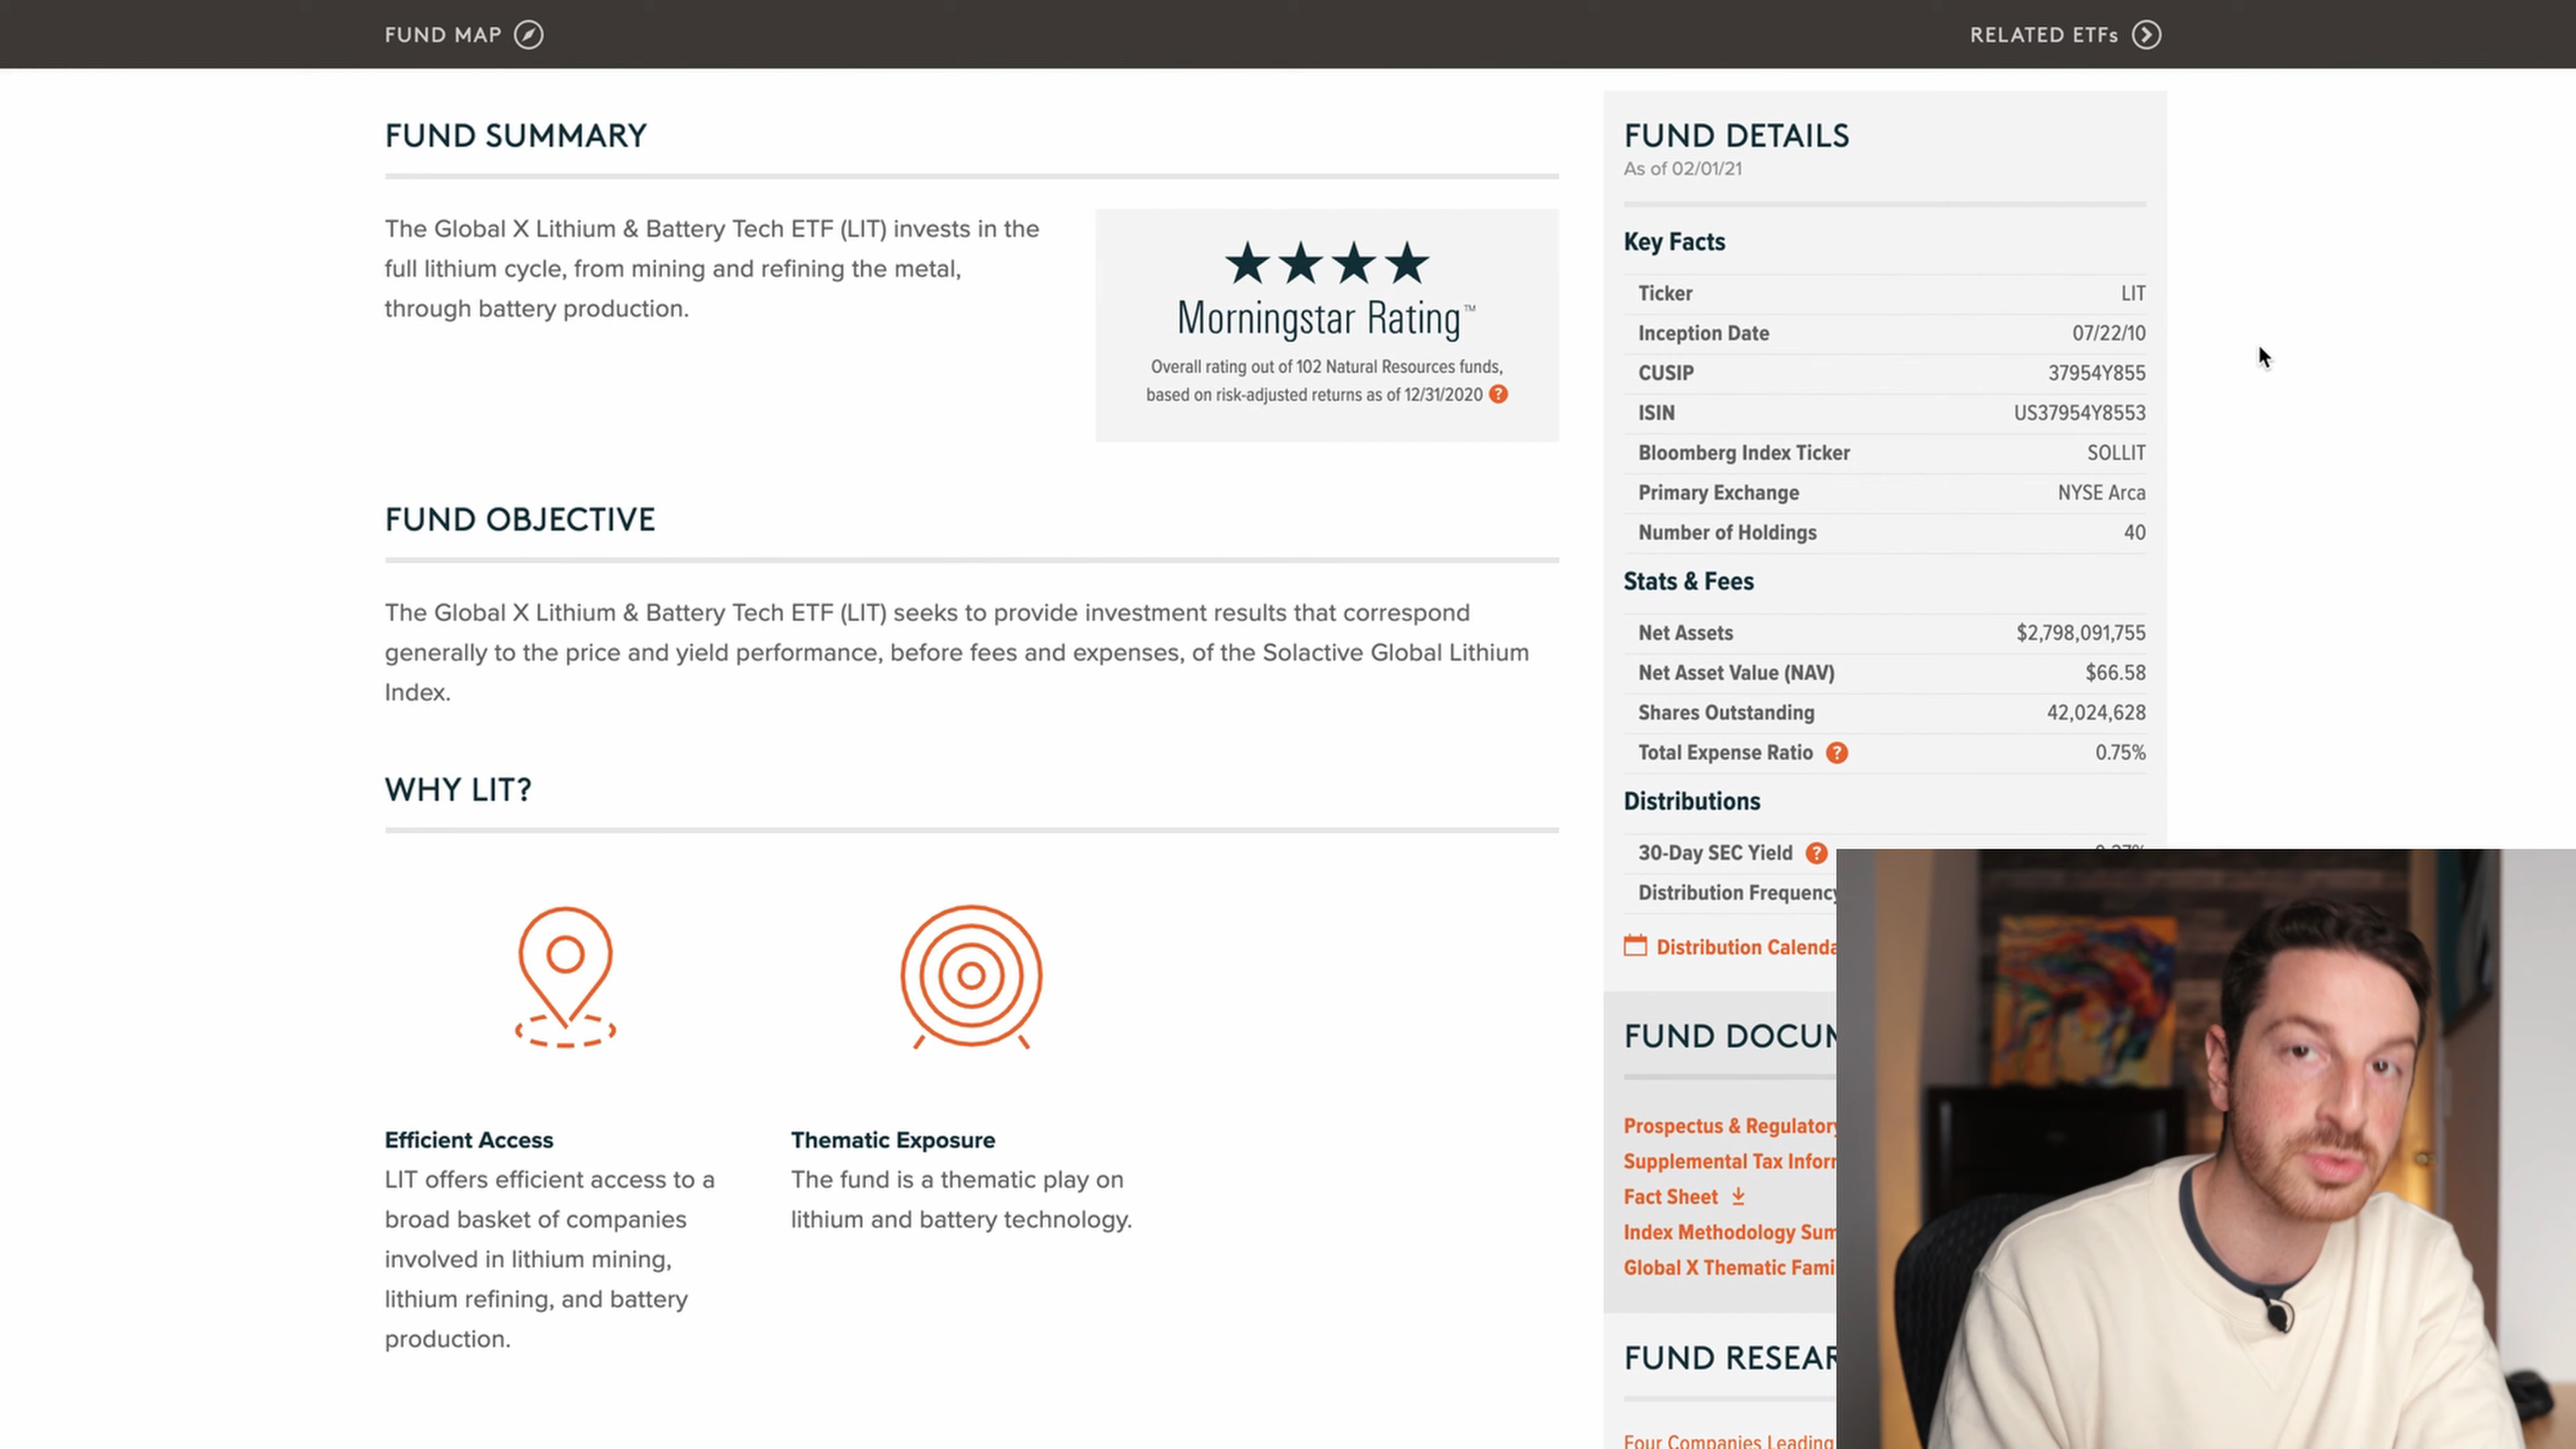 FUND MAP
RELATED ETFs
FUND SUMMARY
The Global X Lithium & Battery Tech ETF (LIT) invests in the
full lithium cycle, from mining and refining the metal,
through battery production.
Morningstar Rating™
Overall rating out of 102 Natural Resources funds,
based on risk-adjusted returns as of 12/31/2020 ?
FUND OBJECTIVE
The Global X Lithium & Battery Tech ETF (LIT) seeks to provide investment results that correspond
generally to the price and yield performance, before fees and expenses, of the Solactive Global Lithium
Index.
WHY LIT?
Efficient Access
LIT offers efficient access to a
broad basket of companies
involved in lithium mining,
lithium refining, and battery
production.
Thematic Exposure
The fund is a thematic play on
lithium and battery technology.
FUND DETAILS
As of 02/01/21
Key Facts
Ticker LIT
Inception Date 07/22/10
CUSIP 37954Y855
ISIN US37954Y8553
Bloomberg Index Ticker SOLLIT
Primary Exchange NYSE Arca
Number of Holdings 40
Stats & Fees
Net Assets $2,798,091,755
Net Asset Value (NAV) $66.58
Shares Outstanding 42,024,628
Total Expense Ratio ? 0.75%
Distributions
30-Day SEC Yield ?
Distribution Frequency
Distribution Calenda
FUND DOCUM
Prospectus & Regulatory
Supplemental Tax Infor
Fact Sheet
Index Methodology Sum
Global X Thematic Fami
FUND RESEAR
Four Companies Leading